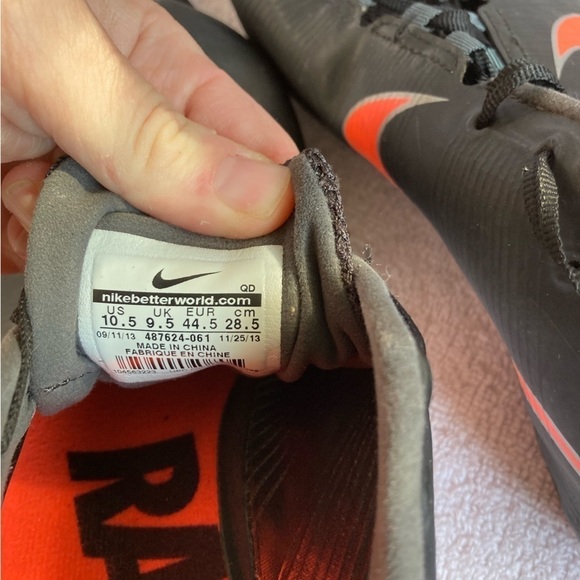 QD
nikebetterworld.com
US UK EUR cm
10.5 9.5 44.5 28.5
09/11/13 487624-061 11/25/13
MADE IN CHINA
FABRIQUE EN CHINE
RA